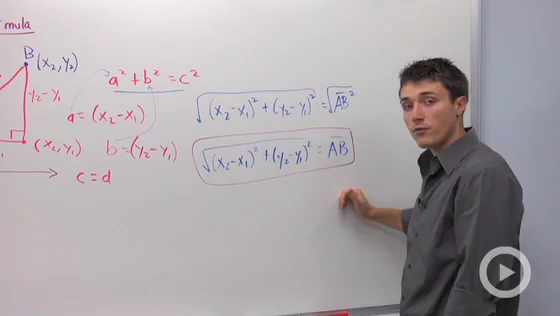 mula
B (x₂, y₂)
y₂-y₁
(x₂, y₁)
a² + b² = c²
a = (x₂-x₁)
b = (y₂-y₁)
c = d
√(x₂-x₁)² + (y₂-y₁)² = √AB²
√(x₂-x₁)² + (y₂-y₁)² = AB